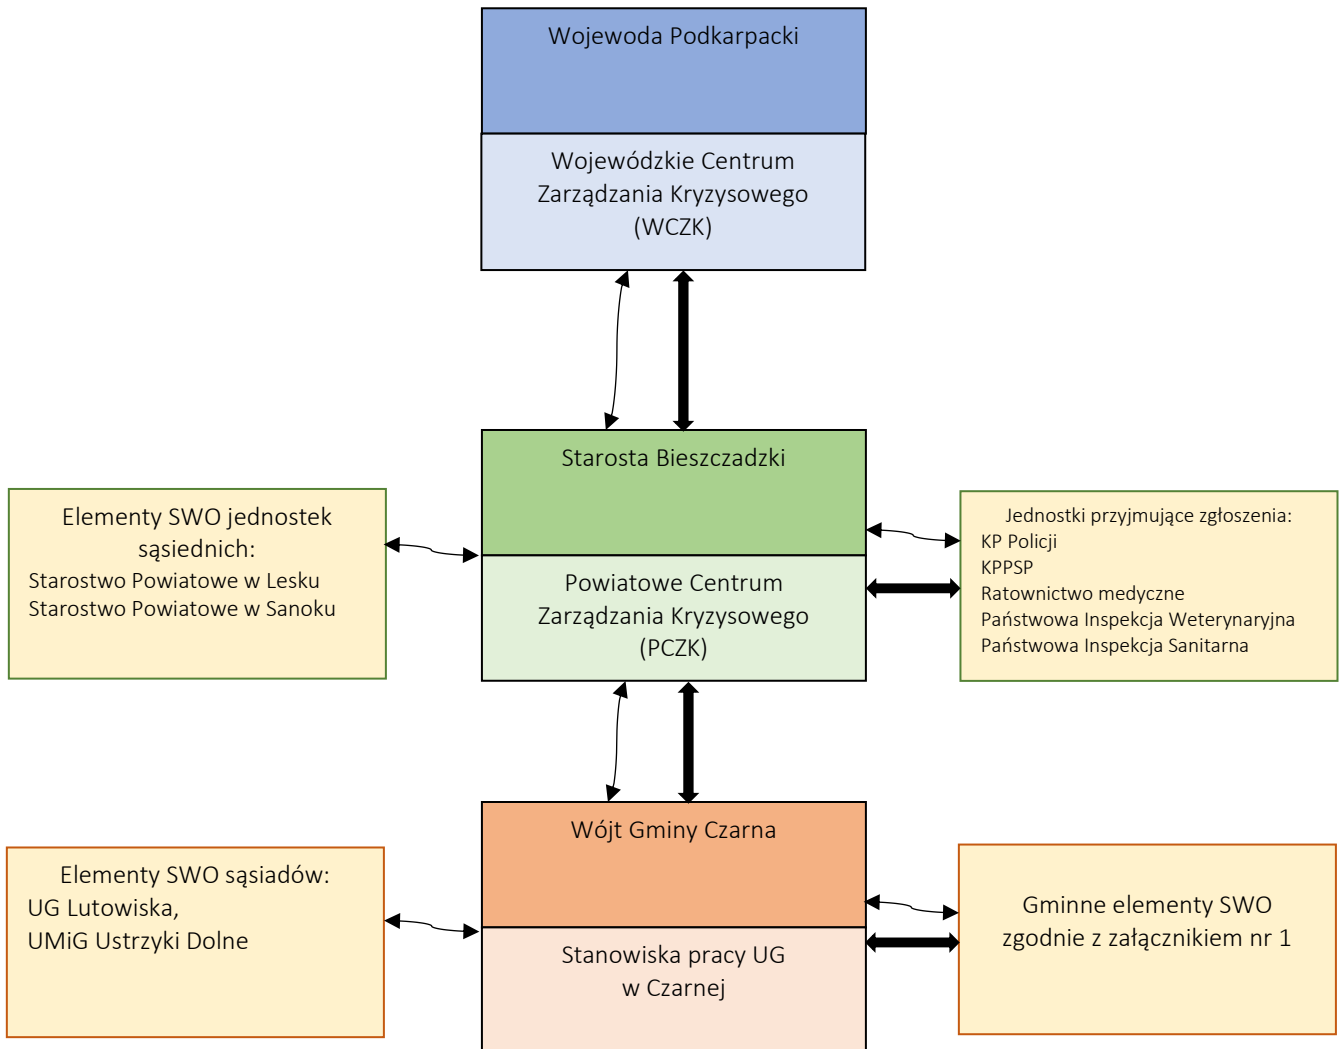 Wojewoda Podkarpacki
Wojewódzkie Centrum
Zarządzania Kryzysowego
(WCZK)
Starosta Bieszczadzki
Powiatowe Centrum
Zarządzania Kryzysowego
(PCZK)
Elementy SWO jednostek
sąsiednich:
Starostwo Powiatowe w Lesku
Starostwo Powiatowe w Sanoku
Jednostki przyjmujące zgłoszenia:
KP Policji
KPPSP
Ratownictwo medyczne
Państwowa Inspekcja Weterynaryjna
Państwowa Inspekcja Sanitarna
Wójt Gminy Czarna
Stanowiska pracy UG
w Czarnej
Elementy SWO sąsiadów:
UG Lutowiska,
UMiG Ustrzyki Dolne
Gminne elementy SWO
zgodnie z załącznikiem nr 1